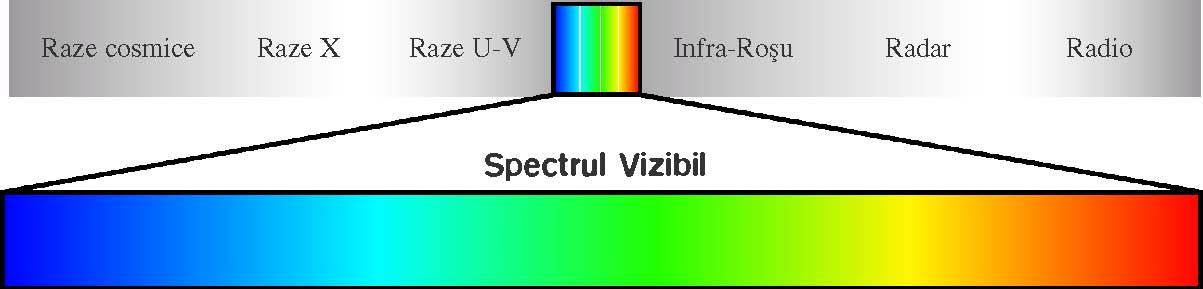 Raze cosmice Raze X Raze U-V Infra-Roşu Radar Radio
Spectrul Vizibil